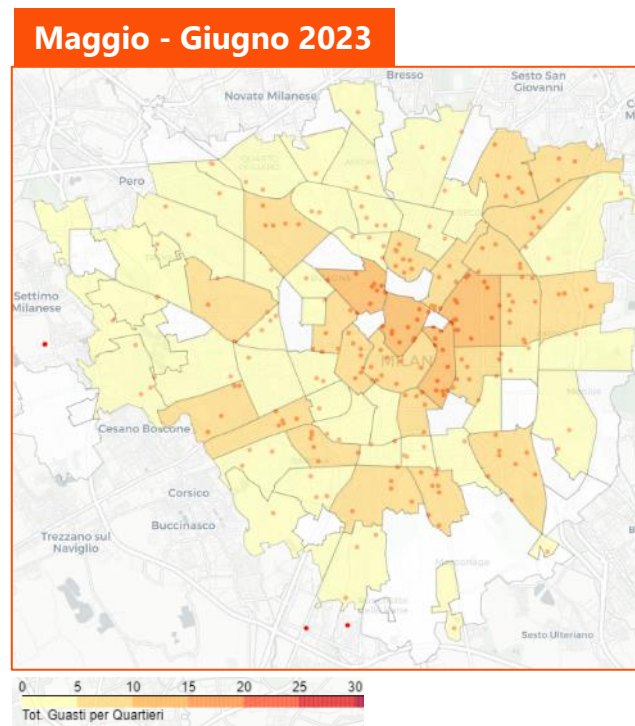 Maggio - Giugno 2023
Bresso
Sesto San
Giovanni
Novate Milanese
Pero
Settimo
Milanese
MILAN
Cesano Boscone
Corsico
Buccinasco
Trezzano sul
Naviglio
Sesto Ulteriano
0 5 10 15 20 25 30
Tot. Guasti per Quartieri